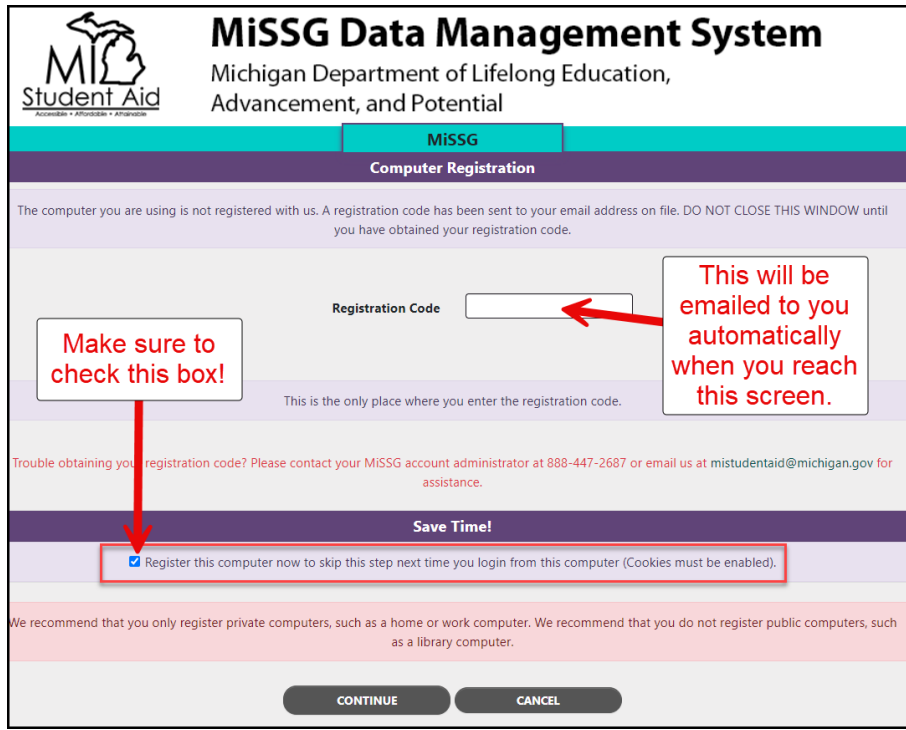 MI
Student Aid
Accessible • Affordable • Attainable
MiSSG Data Management System
Michigan Department of Lifelong Education,
Advancement, and Potential
MiSSG
Computer Registration
The computer you are using is not registered with us. A registration code has been sent to your email address on file. DO NOT CLOSE THIS WINDOW until
you have obtained your registration code.
This will be
emailed to you
automatically
when you reach
this screen.
Registration Code
Make sure to
check this box!
This is the only place where you enter the registration code.
Trouble obtaining your registration code? Please contact your MiSSG account administrator at 888-447-2687 or email us at mistudentaid@michigan.gov for
assistance.
Save Time!
Register this computer now to skip this step next time you login from this computer (Cookies must be enabled).
We recommend that you only register private computers, such as a home or work computer. We recommend that you do not register public computers, such
as a library computer.
CONTINUE
CANCEL